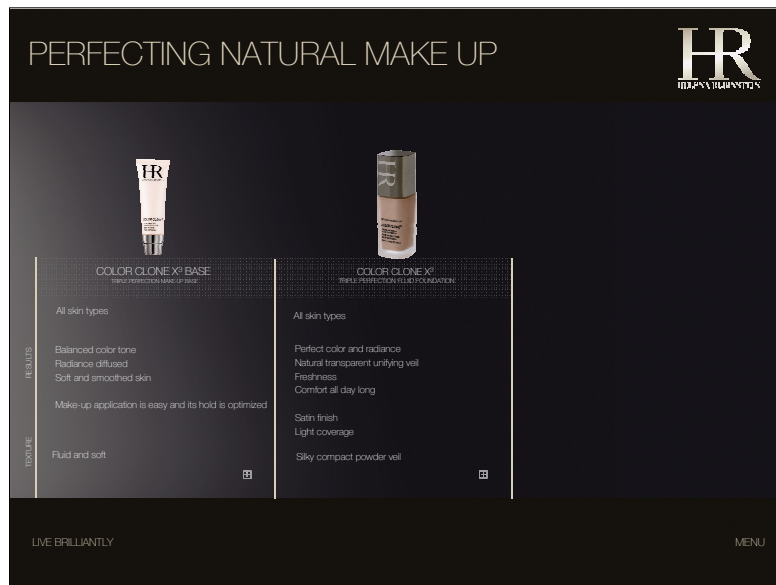 PERFECTING NATURAL MAKE UP
HR
HELENA RUBINSTEIN
HR
COLOR CLONE X³ BASE
TRIPLE PERFECTION MAKE-UP BASE
All skin types
RESULTS
Balanced color tone
Radiance diffused
Soft and smoothed skin
Make-up application is easy and its hold is optimized
TEXTURE
Fluid and soft
HR
COLOR CLONE X³
TRIPLE PERFECTION FLUID FOUNDATION
All skin types
Perfect color and radiance
Natural transparent unifying veil
Freshness
Comfort all day long
Satin finish
Light coverage
Silky compact powder veil
LIVE BRILLIANTLY
MENU